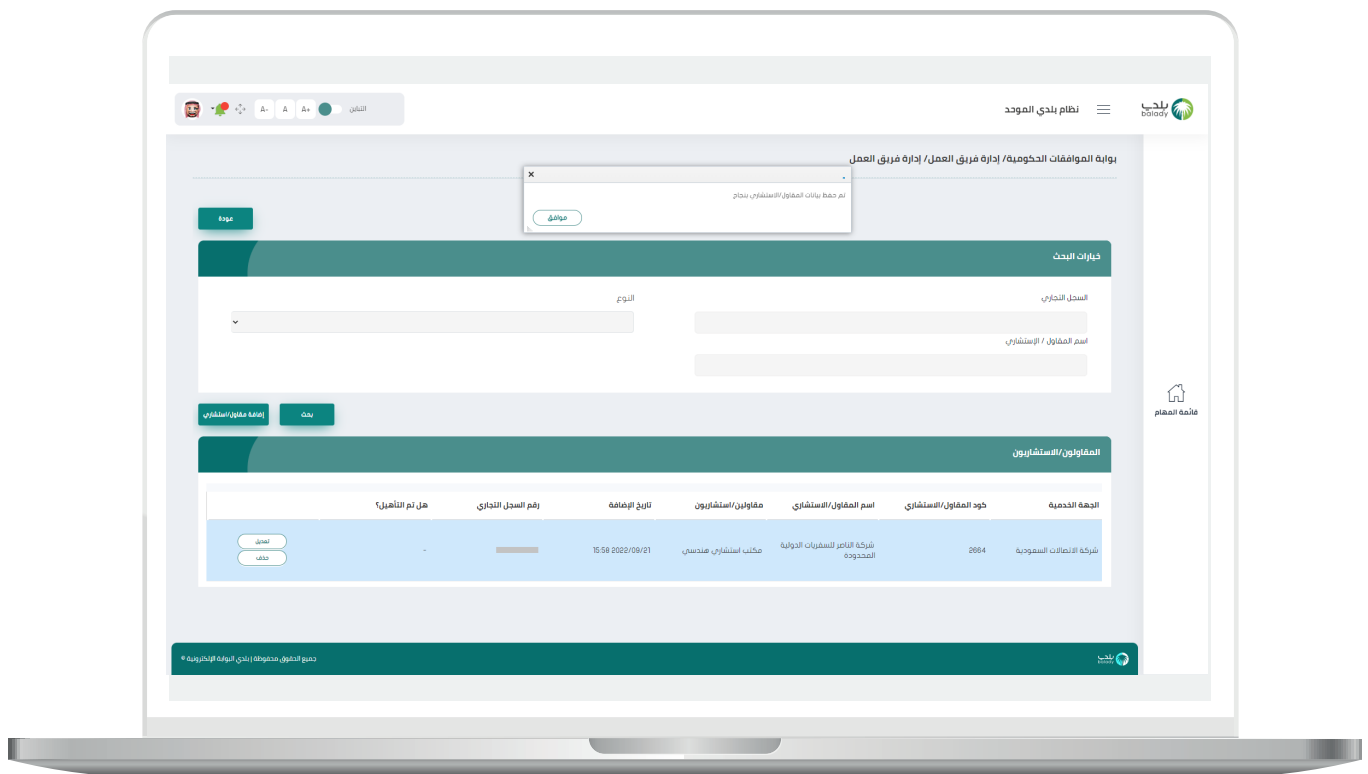 بلدي
balady
نظام بلدي الموحد
التباين
A+
A
A-
بوابة الموافقات الحكومية/ إدارة فريق العمل/ إدارة فريق العمل
تم حفظ بيانات المقاول/الاستشاري بنجاح
موافق
عودة
خيارات البحث
السجل التجاري
النوع
اسم المقاول / الإستشاري
بحث
إضافة مقاول/استشاري
قائمة المهام
المقاولون/الاستشاريون
الجهة الخدمية كود المقاول/الاستشاري اسم المقاول/الاستشاري مقاولين/استشاريون تاريخ الإضافة رقم السجل التجاري هل تم التأهيل؟
شركة الاتصالات السعودية 2664 شركة الناصر للسفريات الدولية المحدودة مكتب استشاري هندسي 2022/09/21 15:58 -
تعديل
حذف
بلدي
balady
جميع الحقوق محفوظة | بلدي البوابة الإلكترونية ©